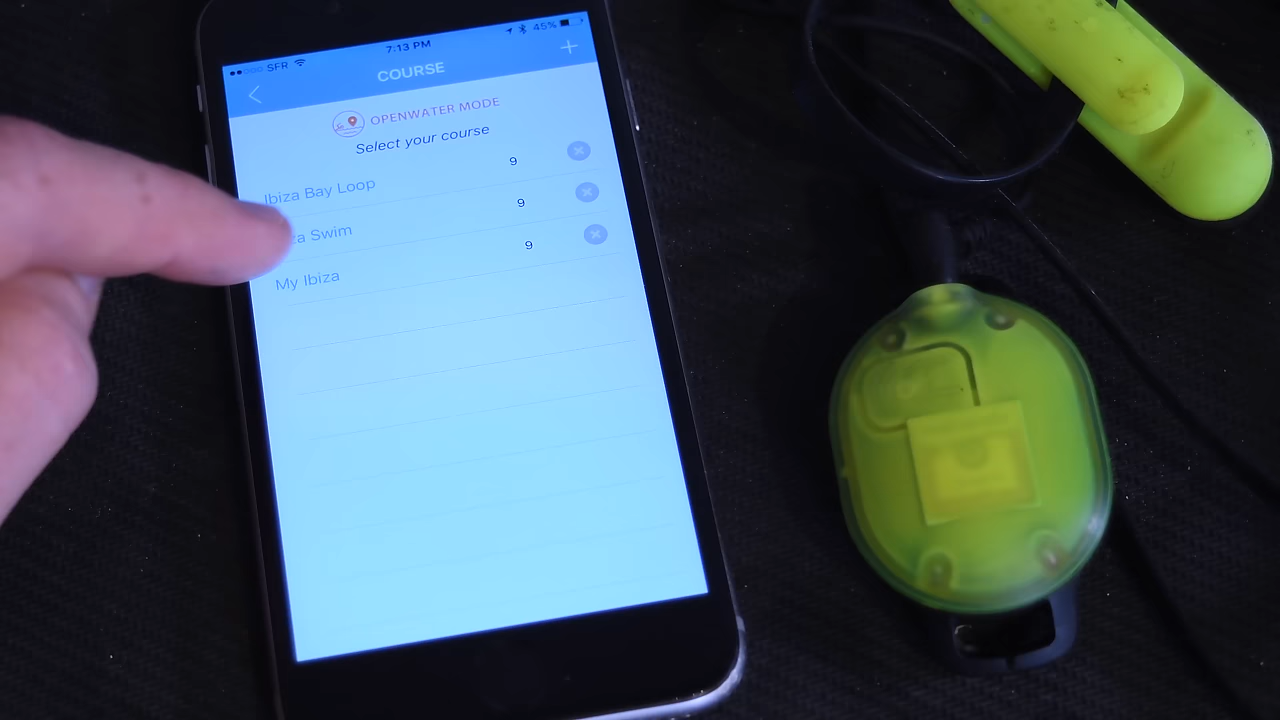 SFR 7:13 PM 45%
COURSE
OPENWATER MODE
Select your course
Ibiza Bay Loop 9
za Swim 9
My Ibiza 9